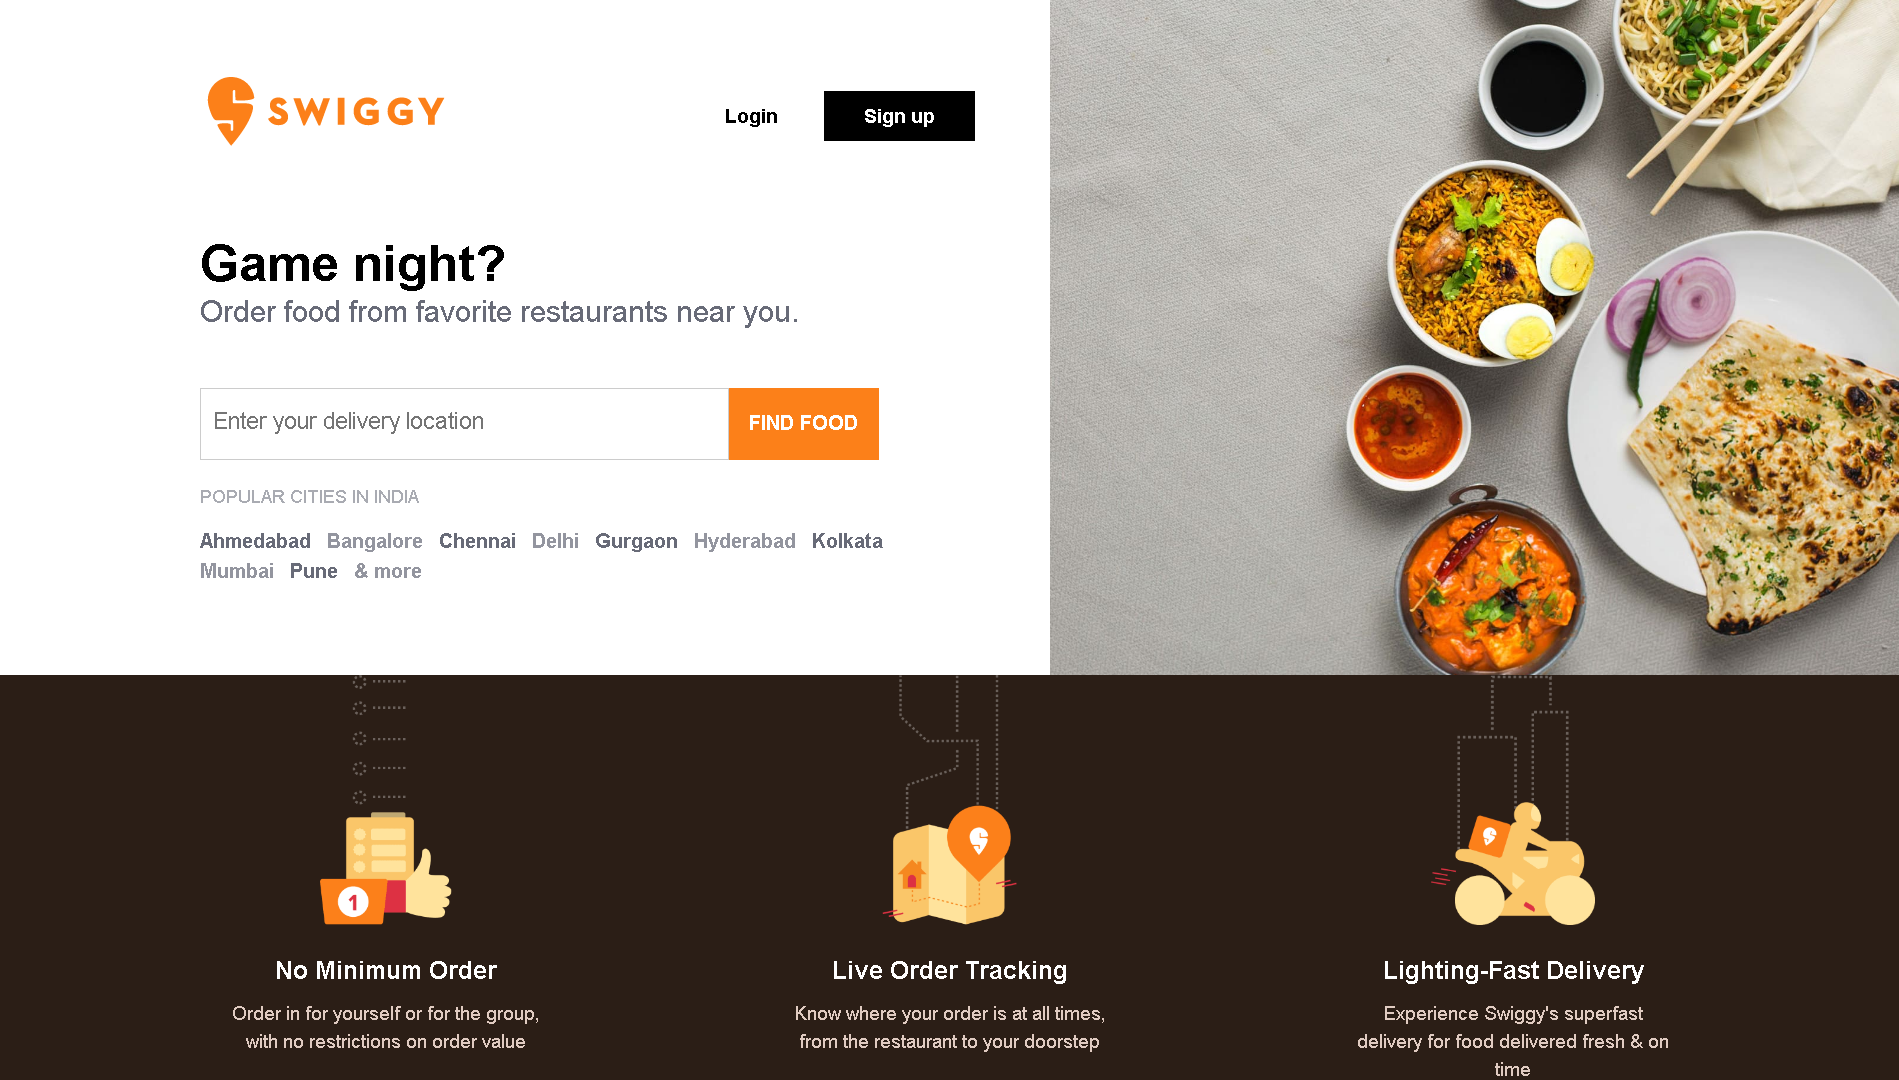 SWIGGY
Login
Sign up
Game night?
Order food from favorite restaurants near you.
Enter your delivery location
FIND FOOD
POPULAR CITIES IN INDIA
Ahmedabad Bangalore Chennai Delhi Gurgaon Hyderabad Kolkata
Mumbai Pune & more
1
No Minimum Order
Order in for yourself or for the group,
with no restrictions on order value
Live Order Tracking
Know where your order is at all times,
from the restaurant to your doorstep
Lighting-Fast Delivery
Experience Swiggy's superfast
delivery for food delivered fresh & on
time